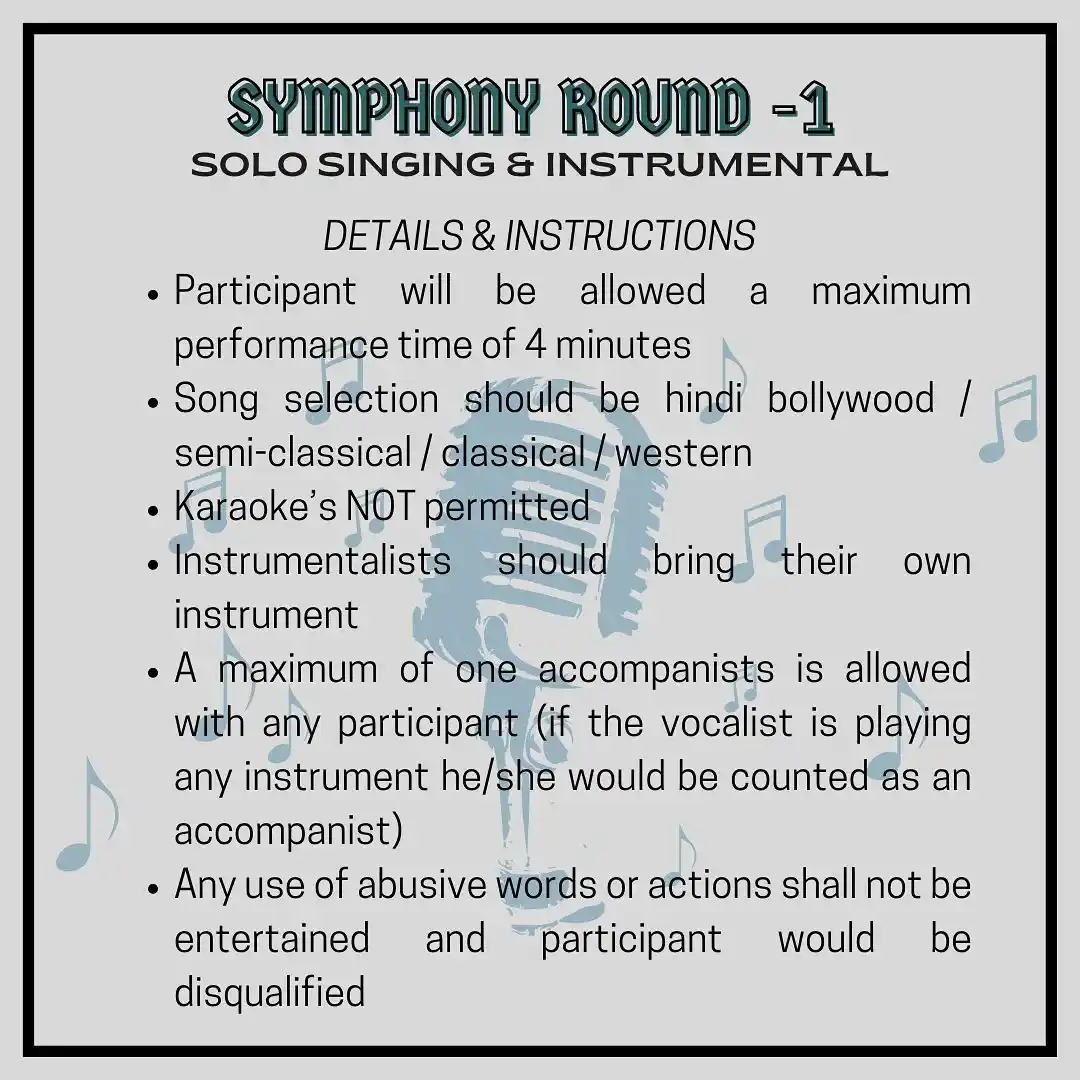 SYMPHONY ROUND -1
SOLO SINGING & INSTRUMENTAL
DETAILS & INSTRUCTIONS
• Participant will be allowed a maximum
performance time of 4 minutes
• Song selection should be hindi bollywood /
semi-classical / classical / western
• Karaoke’s NOT permitted
• Instrumentalists should bring their own
instrument
• A maximum of one accompanists is allowed
with any participant (if the vocalist is playing
any instrument he/she would be counted as an
accompanist)
• Any use of abusive words or actions shall not be
entertained and participant would be
disqualified